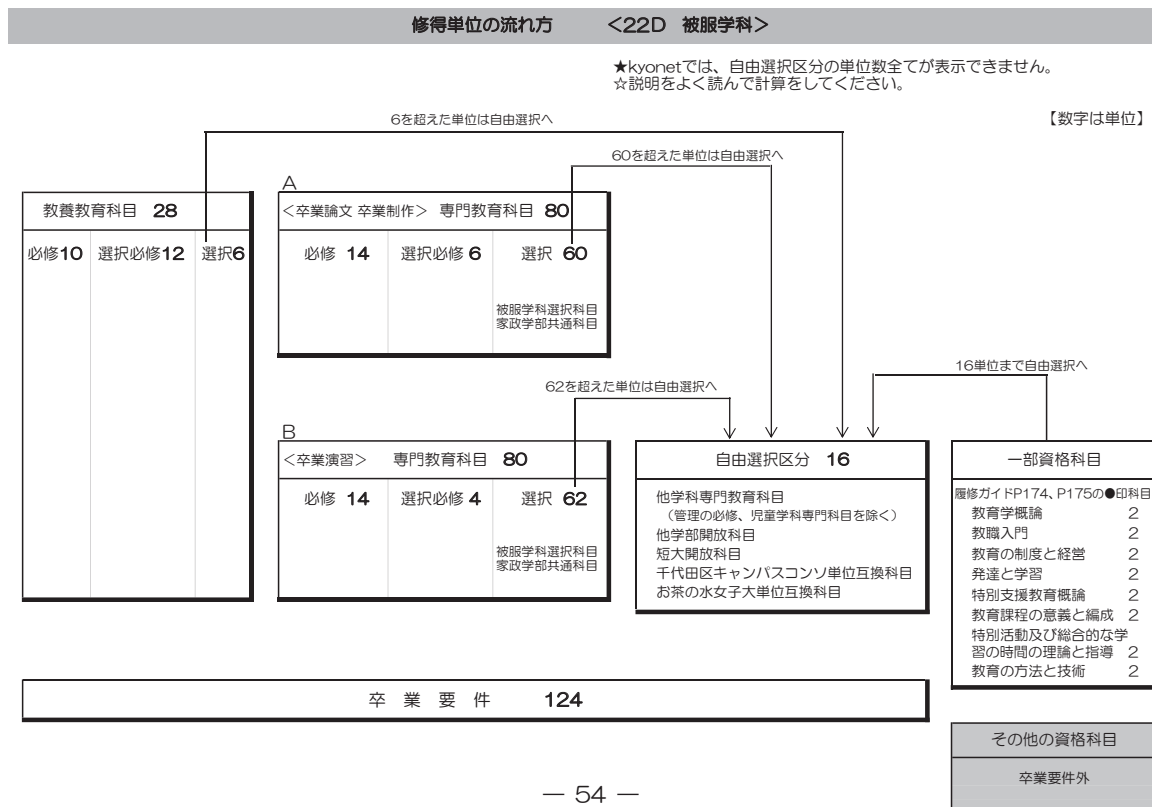 修得単位の流れ方　　＜22D　被服学科＞
★kyonetでは、自由選択区分の単位数全てが表示できません。
☆説明をよく読んで計算をしてください。
【数字は単位】
6を超えた単位は自由選択へ
60を超えた単位は自由選択へ
教養教育科目　28
必修10　選択必修12　選択6
A
＜卒業論文 卒業制作＞　専門教育科目　80
必修　14　選択必修 6　選択　60
被服学科選択科目
家政学部共通科目
62を超えた単位は自由選択へ
16単位まで自由選択へ
B
＜卒業演習＞　専門教育科目　80
必修　14　選択必修 4　選択　62
被服学科選択科目
家政学部共通科目
自由選択区分　16
他学科専門教育科目
（管理の必修、児童学科専門科目を除く）
他学部開放科目
短大開放科目
千代田区キャンパスコンソ単位互換科目
お茶の水女子大単位互換科目
一部資格科目
履修ガイドP174、P175の●印科目
教育学概論　2
教職入門　2
教育の制度と経営　2
発達と学習　2
特別支援教育概論　2
教育課程の意義と編成　2
特別活動及び総合的な学
習の時間の理論と指導　2
教育の方法と技術　2
卒　業　要　件　　124
その他の資格科目
卒業要件外
― 54 ―